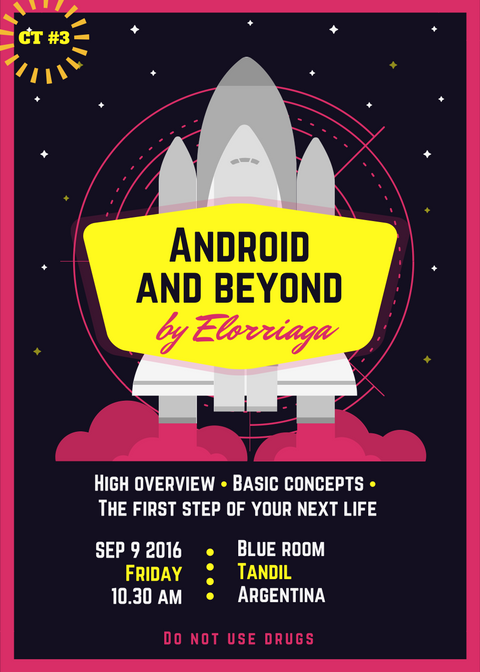 CT #3
Android
and beyond
by Elorriaga
High overview • Basic concepts •
The first step of your next life
Sep 9 2016
Friday
10.30 am
Blue room
Tandil
Argentina
Do not use drugs